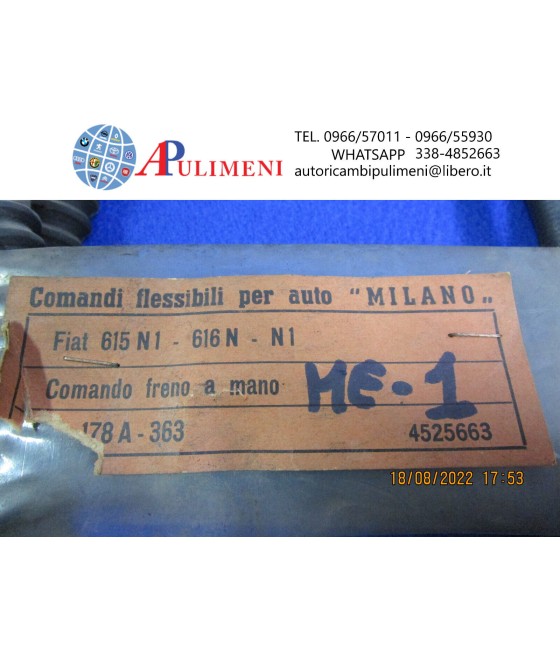 APULIMENI
TEL. 0966/57011 - 0966/55930
WHATSAPP 338-4852663
autoricambipulimeni@libero.it
Comandi flessibili per auto "MILANO„
Fiat 615 N1 - 616 N - N1
Comando freno a mano ME-1
178 A - 363 4525663
18/08/2022 17:53